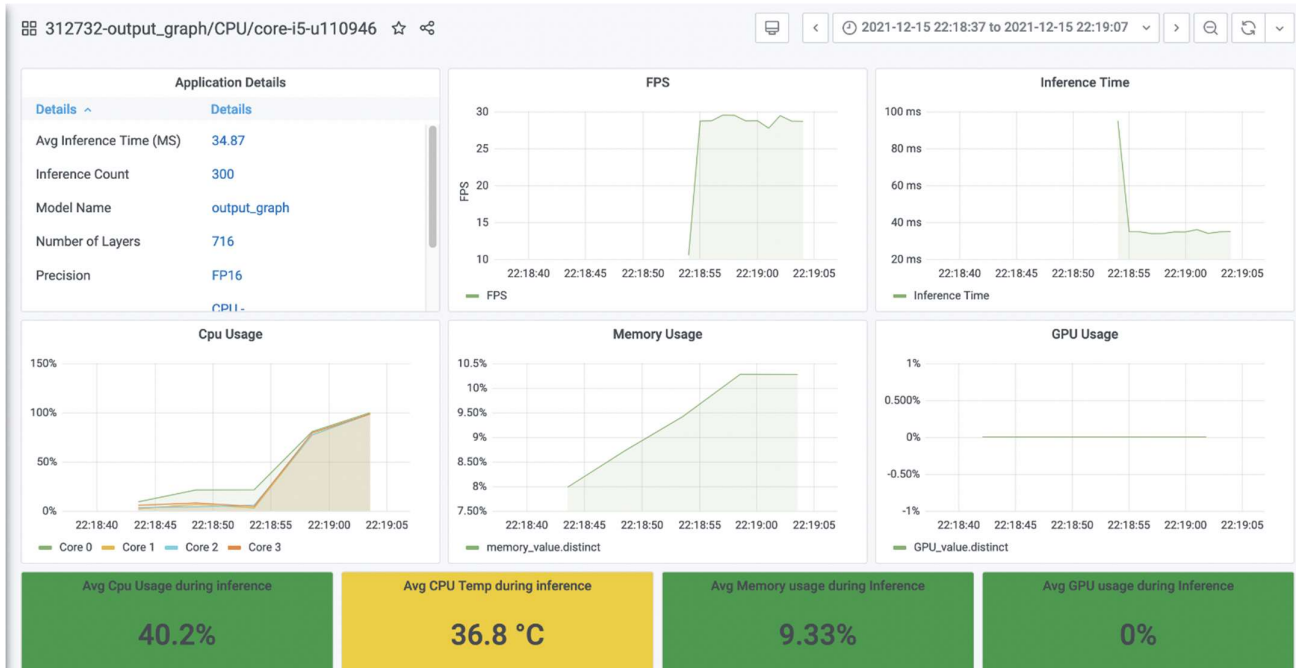 312732-output_graph/CPU/core-i5-u110946
2021-12-15 22:18:37 to 2021-12-15 22:19:07
Application Details
Details Details
Avg Inference Time (MS) 34.87
Inference Count 300
Model Name output_graph
Number of Layers 716
Precision FP16
CPU -
FPS
30
25
20
15
10
FPS
22:18:40 22:18:45 22:18:50 22:18:55 22:19:00 22:19:05
FPS
Inference Time
100 ms
80 ms
60 ms
40 ms
20 ms
22:18:40 22:18:45 22:18:50 22:18:55 22:19:00 22:19:05
Inference Time
Cpu Usage
150%
100%
50%
0%
22:18:40 22:18:45 22:18:50 22:18:55 22:19:00 22:19:05
Core 0 Core 1 Core 2 Core 3
Memory Usage
10.5%
10%
9.50%
9%
8.50%
8%
7.50%
22:18:40 22:18:45 22:18:50 22:18:55 22:19:00 22:19:05
memory_value.distinct
GPU Usage
1%
0.500%
0%
-0.50%
-1%
22:18:40 22:18:45 22:18:50 22:18:55 22:19:00 22:19:05
GPU_value.distinct
Avg Cpu Usage during inference
40.2%
Avg CPU Temp during inference
36.8 °C
Avg Memory usage during Inference
9.33%
Avg GPU usage during Inference
0%